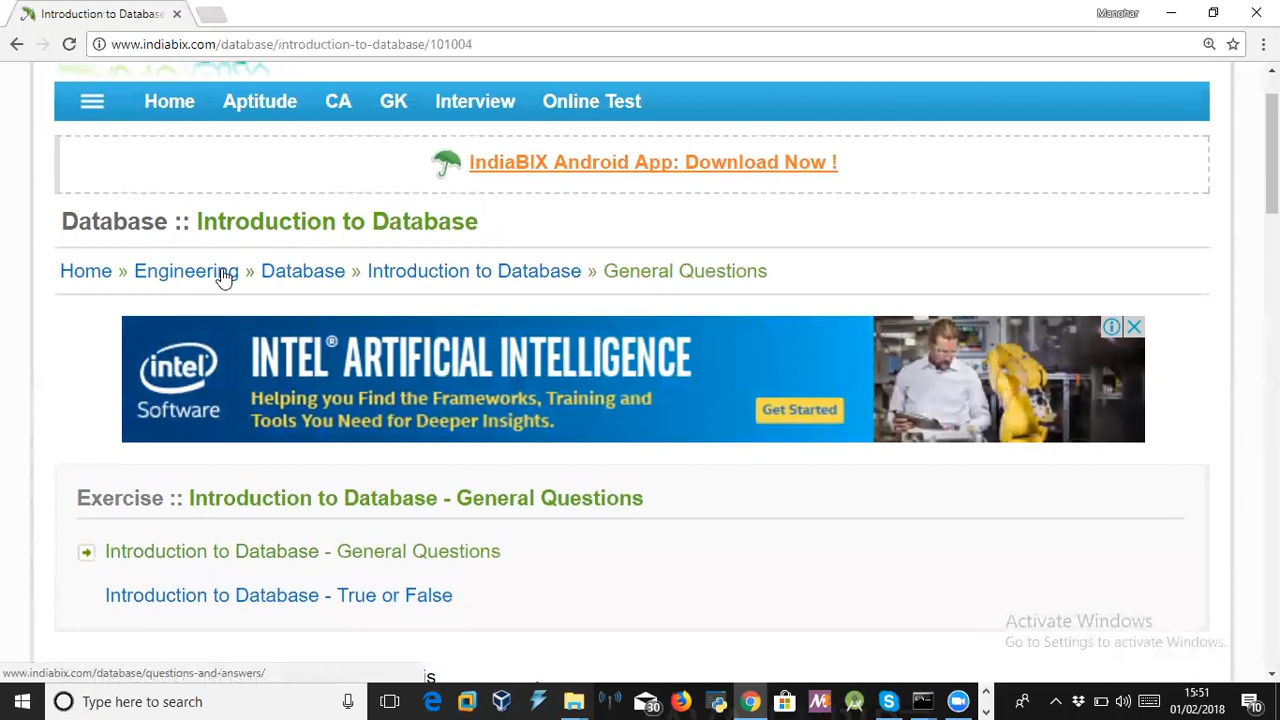 Introduction to Database
Manohar
www.indiabix.com/database/introduction-to-database/101004
Home Aptitude CA GK Interview Online Test
IndiaBIX Android App: Download Now !
Database :: Introduction to Database
Home » Engineering » Database » Introduction to Database » General Questions
intel Software
INTEL® ARTIFICIAL INTELLIGENCE
Helping you Find the Frameworks, Training and
Tools You Need for Deeper Insights.
Get Started
Exercise :: Introduction to Database - General Questions
Introduction to Database - General Questions
Introduction to Database - True or False
Activate Windows
Go to Settings to activate Windows.
www.indiabix.com/database/questions-and-answers/
Type here to search
30
15:51
01/02/2018
10